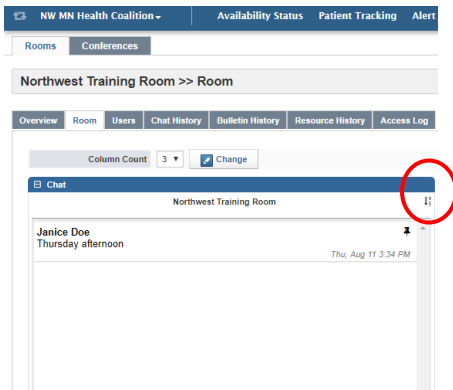 NW MN Health Coalition Availability Status Patient Tracking Alert
Rooms Conferences
Northwest Training Room >> Room
Overview Room Users Chat History Bulletin History Resource History Access Log
Column Count 3 Change
Chat
Northwest Training Room
Janice Doe
Thursday afternoon
Thu, Aug 11 3:34 PM